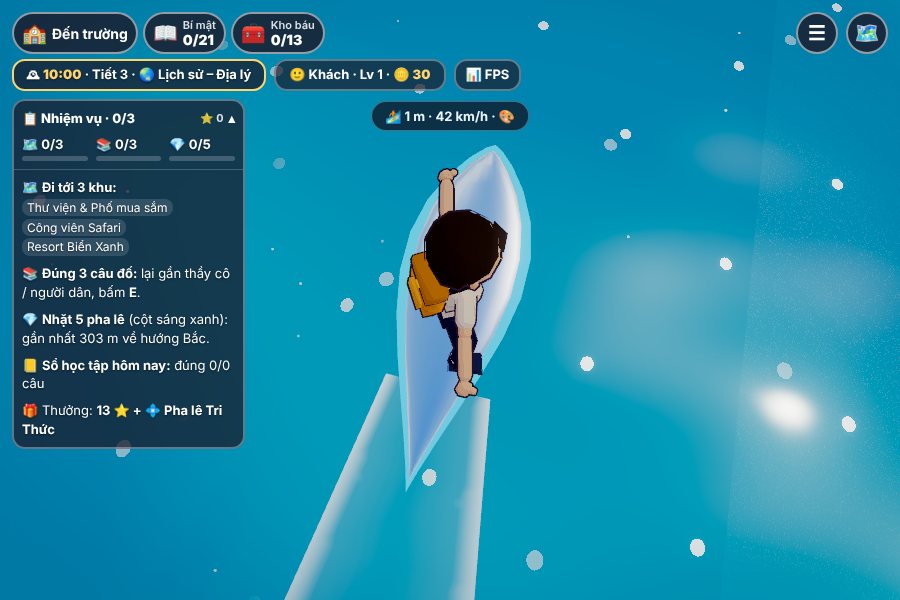 Đến trường
Bí mật
0/21
Kho báu
0/13
10:00 · Tiết 3 · Lịch sử – Địa lý
Khách · Lv 1 · 30
FPS
1 m · 42 km/h ·
Nhiệm vụ · 0/3
0 ▲
0/3
0/3
0/5
Đi tới 3 khu:
Thư viện & Phố mua sắm
Công viên Safari
Resort Biển Xanh
Đúng 3 câu đố: lại gần thầy cô
/ người dân, bấm E.
Nhặt 5 pha lê (cột sáng xanh):
gần nhất 303 m về hướng Bắc.
Sổ học tập hôm nay: đúng 0/0
câu
Thưởng: 13 ⭐ + 💠 Pha lê Tri
Thức